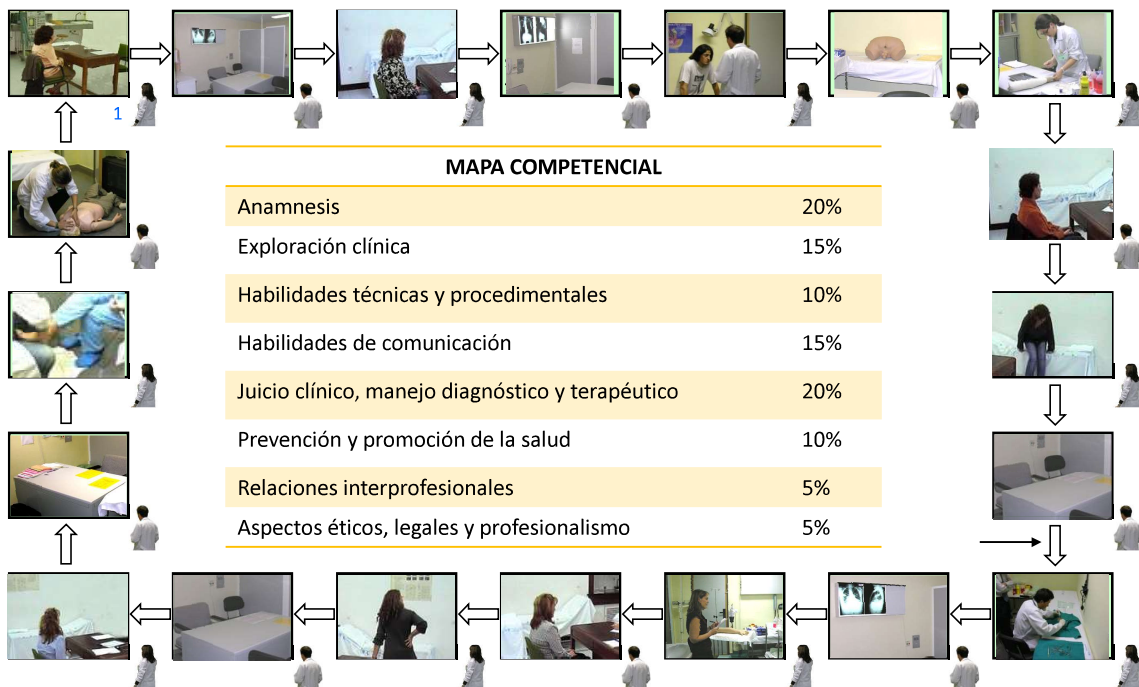 1
MAPA COMPETENCIAL
Anamnesis 20%
Exploración clínica 15%
Habilidades técnicas y procedimentales 10%
Habilidades de comunicación 15%
Juicio clínico, manejo diagnóstico y terapéutico 20%
Prevención y promoción de la salud 10%
Relaciones interprofesionales 5%
Aspectos éticos, legales y profesionalismo 5%